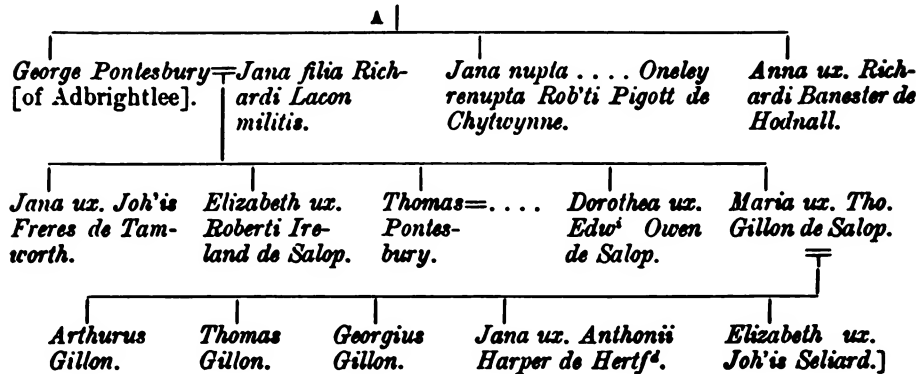 A
George Pontesbury=Jana filia Rich-
[of Adbrightlee]. ardi Lacon
militis.
Jana nupta .... Oneley
renupta Rob'ti Pigott de
Chytwynne.
Anna ux. Rich-
ardi Banester de
Hodnall.
Jana ux. Joh'is
Freres de Tam-
worth.
Elizabeth ux.
Roberti Ire-
land de Salop.
Thomas=....
Pontes-
bury.
Dorothea ux.
Edwi Owen
de Salop.
Maria ux. Tho.
Gillon de Salop.
Arthurus
Gillon.
Thomas
Gillon.
Georgius
Gillon.
Jana ux. Anthonii
Harper de Hertfd.
Elizabeth ux.
Joh'is Seliard.]